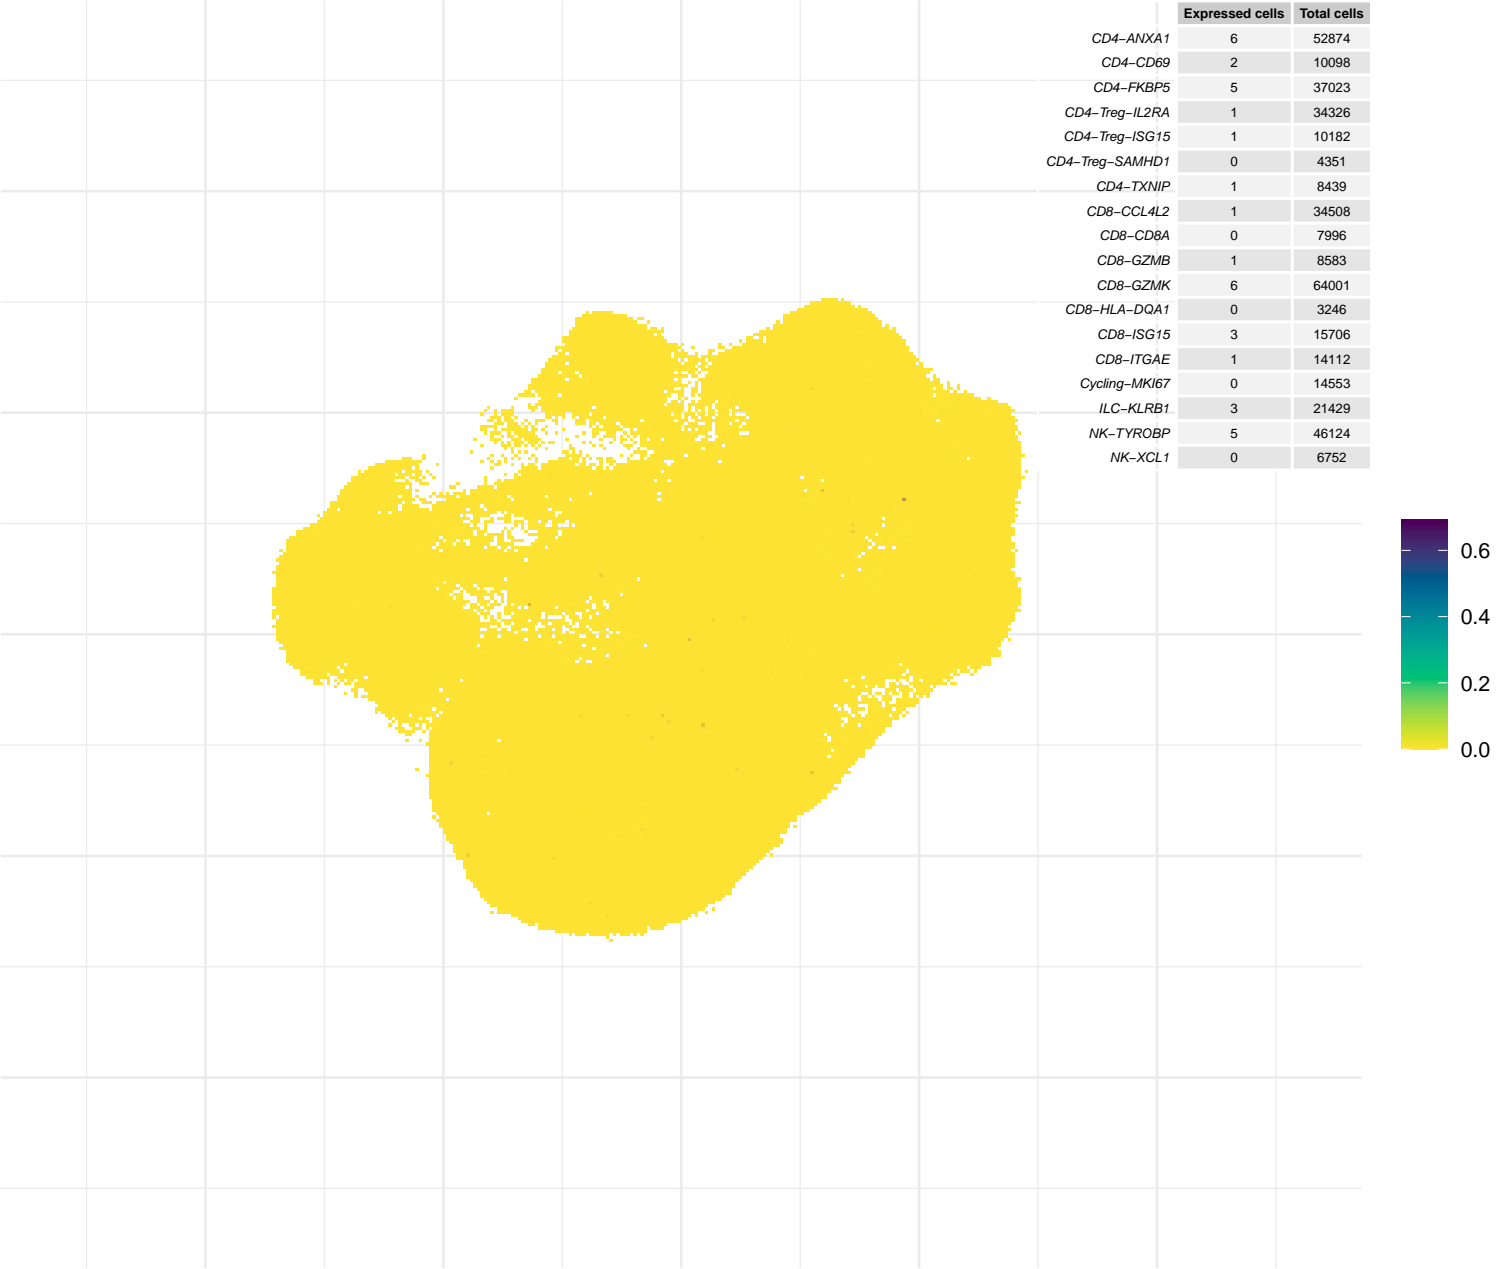 Expressed cells Total cells
CD4−ANXA1 6 52874
CD4−CD69 2 10098
CD4−FKBP5 5 37023
CD4−Treg−IL2RA 1 34326
CD4−Treg−ISG15 1 10182
CD4−Treg−SAMHD1 0 4351
CD4−TXNIP 1 8439
CD8−CCL4L2 1 34508
CD8−CD8A 0 7996
CD8−GZMB 1 8583
CD8−GZMK 6 64001
CD8−HLA−DQA1 0 3246
CD8−ISG15 3 15706
CD8−ITGAE 1 14112
Cycling−MKI67 0 14553
ILC−KLRB1 3 21429
NK−TYROBP 5 46124
NK−XCL1 0 6752
0.6
0.4
0.2
0.0